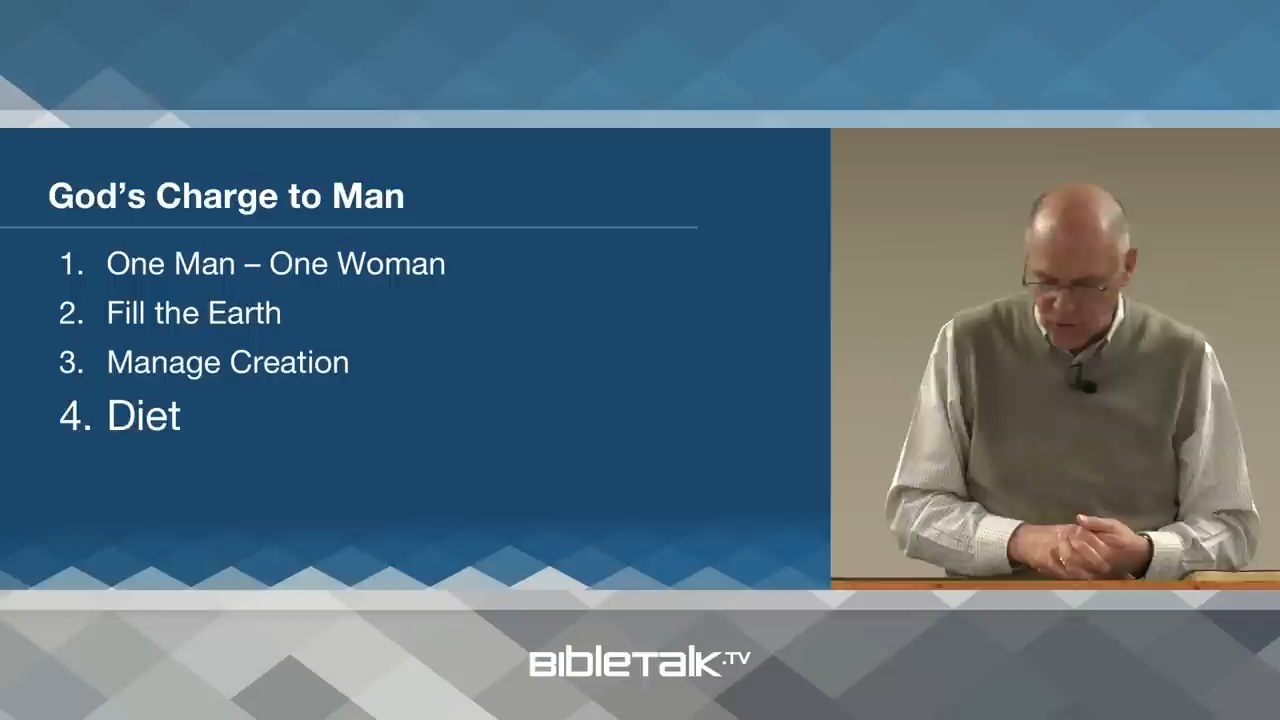 God's Charge to Man
1. One Man – One Woman
2. Fill the Earth
3. Manage Creation
4. Diet
BIBLETALK.TV